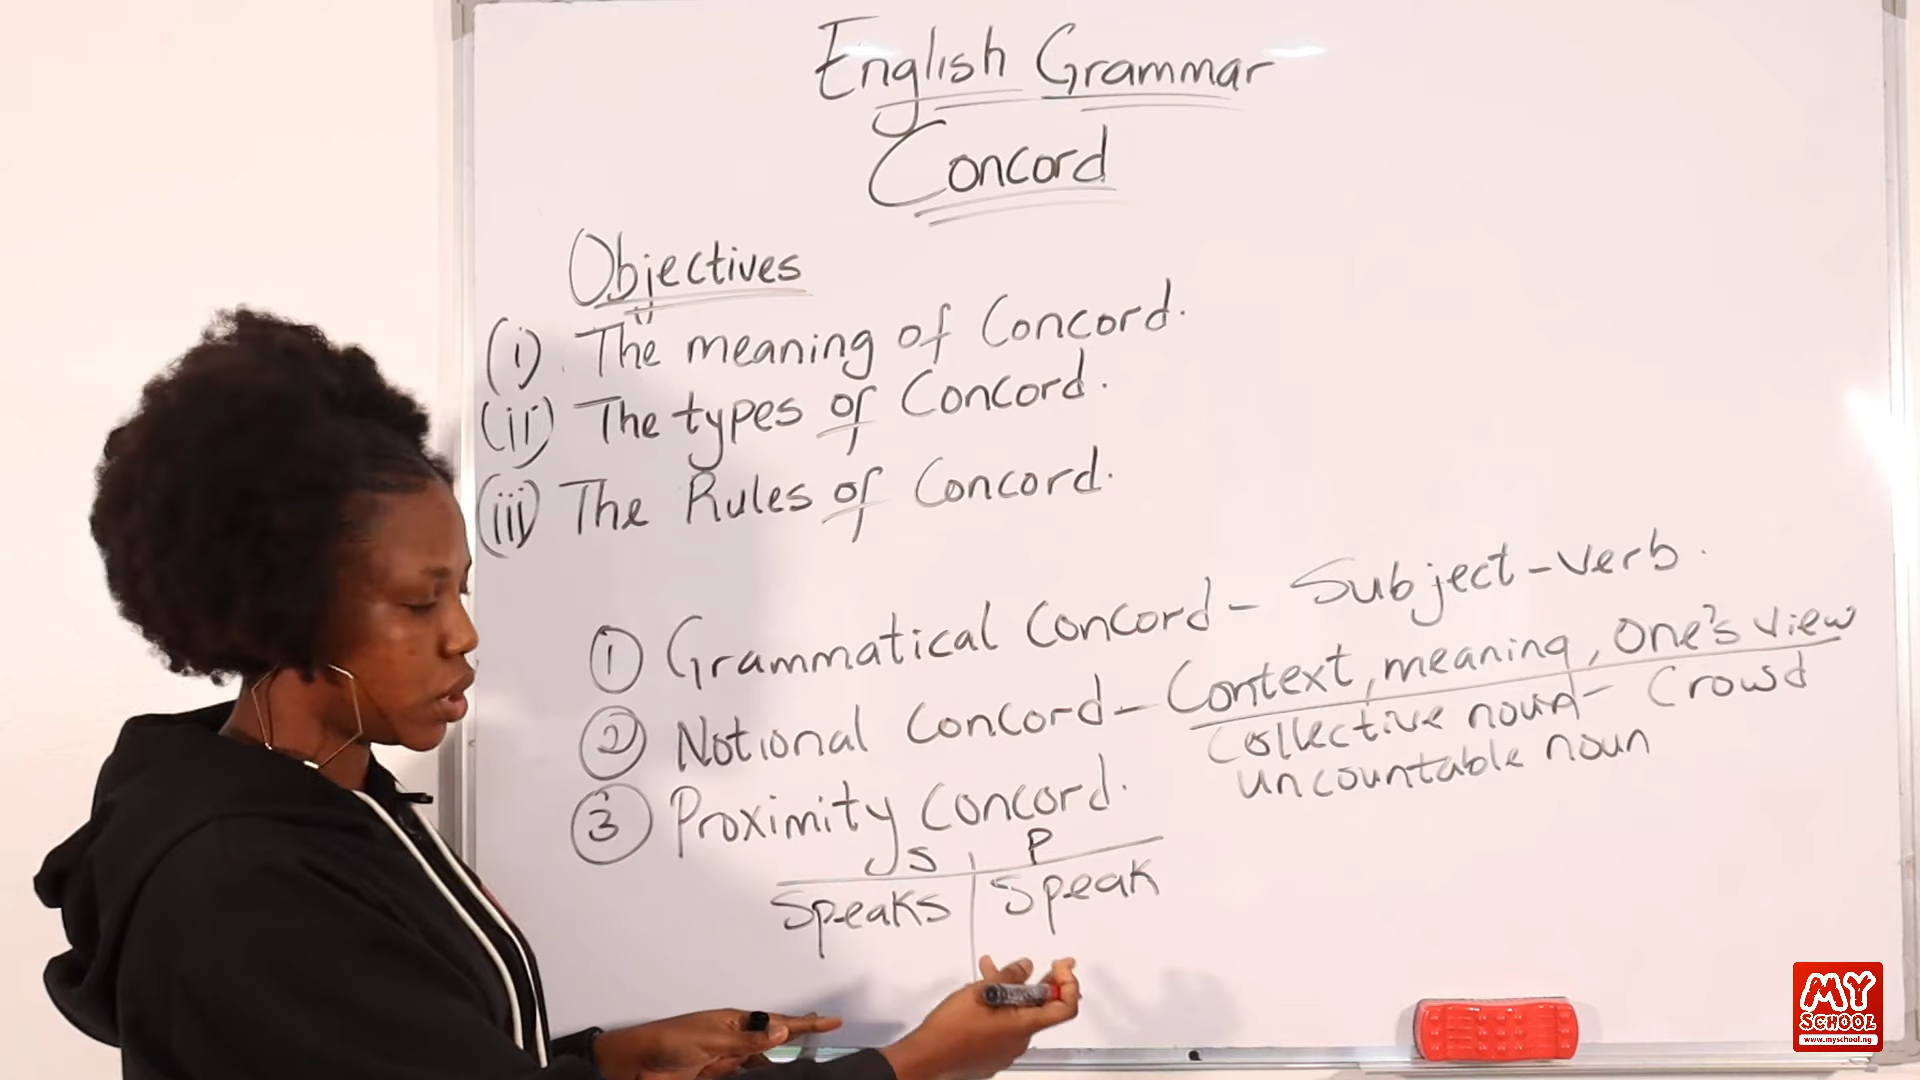 English Grammar
Concord
Objectives
(i) The meaning of Concord.
(ii) The types of Concord.
(iii) The Rules of Concord.
① Grammatical Concord - Subject-verb.
② Notional Concord - Context, meaning, One's view
Collective noun - Crowd
uncountable noun
③ Proximity Concord.
S P
Speaks Speak
MY
SCHOOL
www.myschool.ng